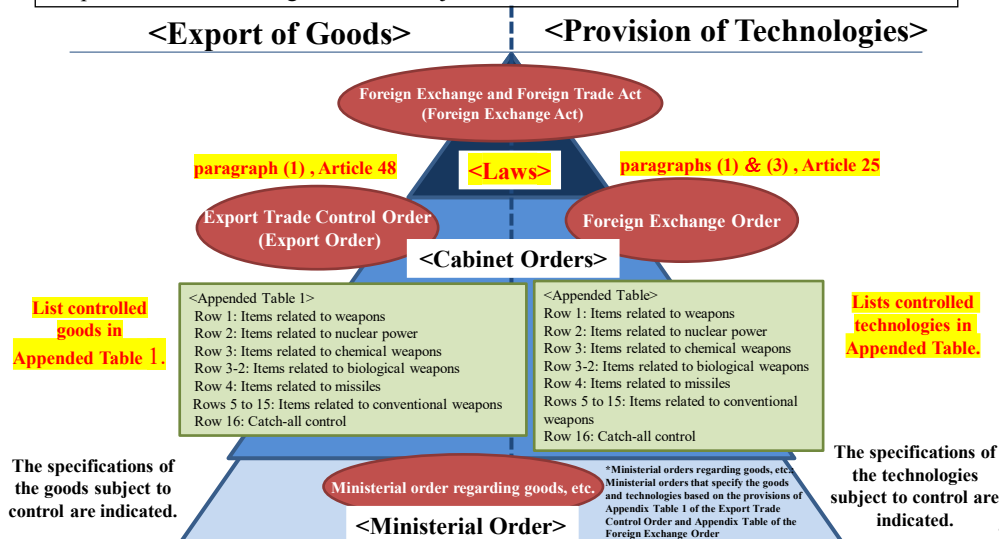 <Export of Goods>
<Provision of Technologies>
Foreign Exchange and Foreign Trade Act
(Foreign Exchange Act)
paragraph (1) , Article 48
<Laws>
paragraphs (1) & (3) , Article 25
Export Trade Control Order
(Export Order)
Foreign Exchange Order
<Cabinet Orders>
List controlled
goods in
Appended Table 1.
<Appended Table 1>
Row 1: Items related to weapons
Row 2: Items related to nuclear power
Row 3: Items related to chemical weapons
Row 3-2: Items related to biological weapons
Row 4: Items related to missiles
Rows 5 to 15: Items related to conventional weapons
Row 16: Catch-all control
<Appended Table>
Row 1: Items related to weapons
Row 2: Items related to nuclear power
Row 3: Items related to chemical weapons
Row 3-2: Items related to biological weapons
Row 4: Items related to missiles
Rows 5 to 15: Items related to conventional
weapons
Row 16: Catch-all control
Lists controlled
technologies in
Appended Table.
The specifications of
the goods subject to
control are indicated.
Ministerial order regarding goods, etc.
<Ministerial Order>
*Ministerial orders regarding goods, etc.:
Ministerial orders that specify the goods
and technologies based on the provisions of
Appendix Table 1 of the Export Trade
Control Order and Appendix Table of the
Foreign Exchange Order
The specifications of
the technologies
subject to control are
indicated.